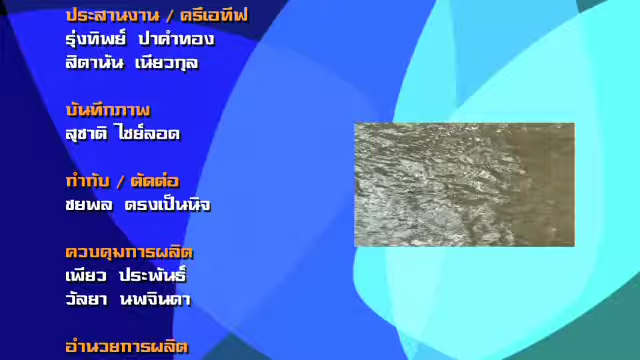 ประสานงาน / ครีเอทีฟ
รุ่งทิพย์ ปาคำทอง
สิตานัน เนียวกุล
บันทึกภาพ
สุชาติ ไชย์ลอด
กำกับ / ตัดต่อ
ชยพล ตรงเป็นนิจ
ควบคุมการผลิต
เพียว ประพันธ์
วัลยา นพจินดา
อำนวยการผลิต